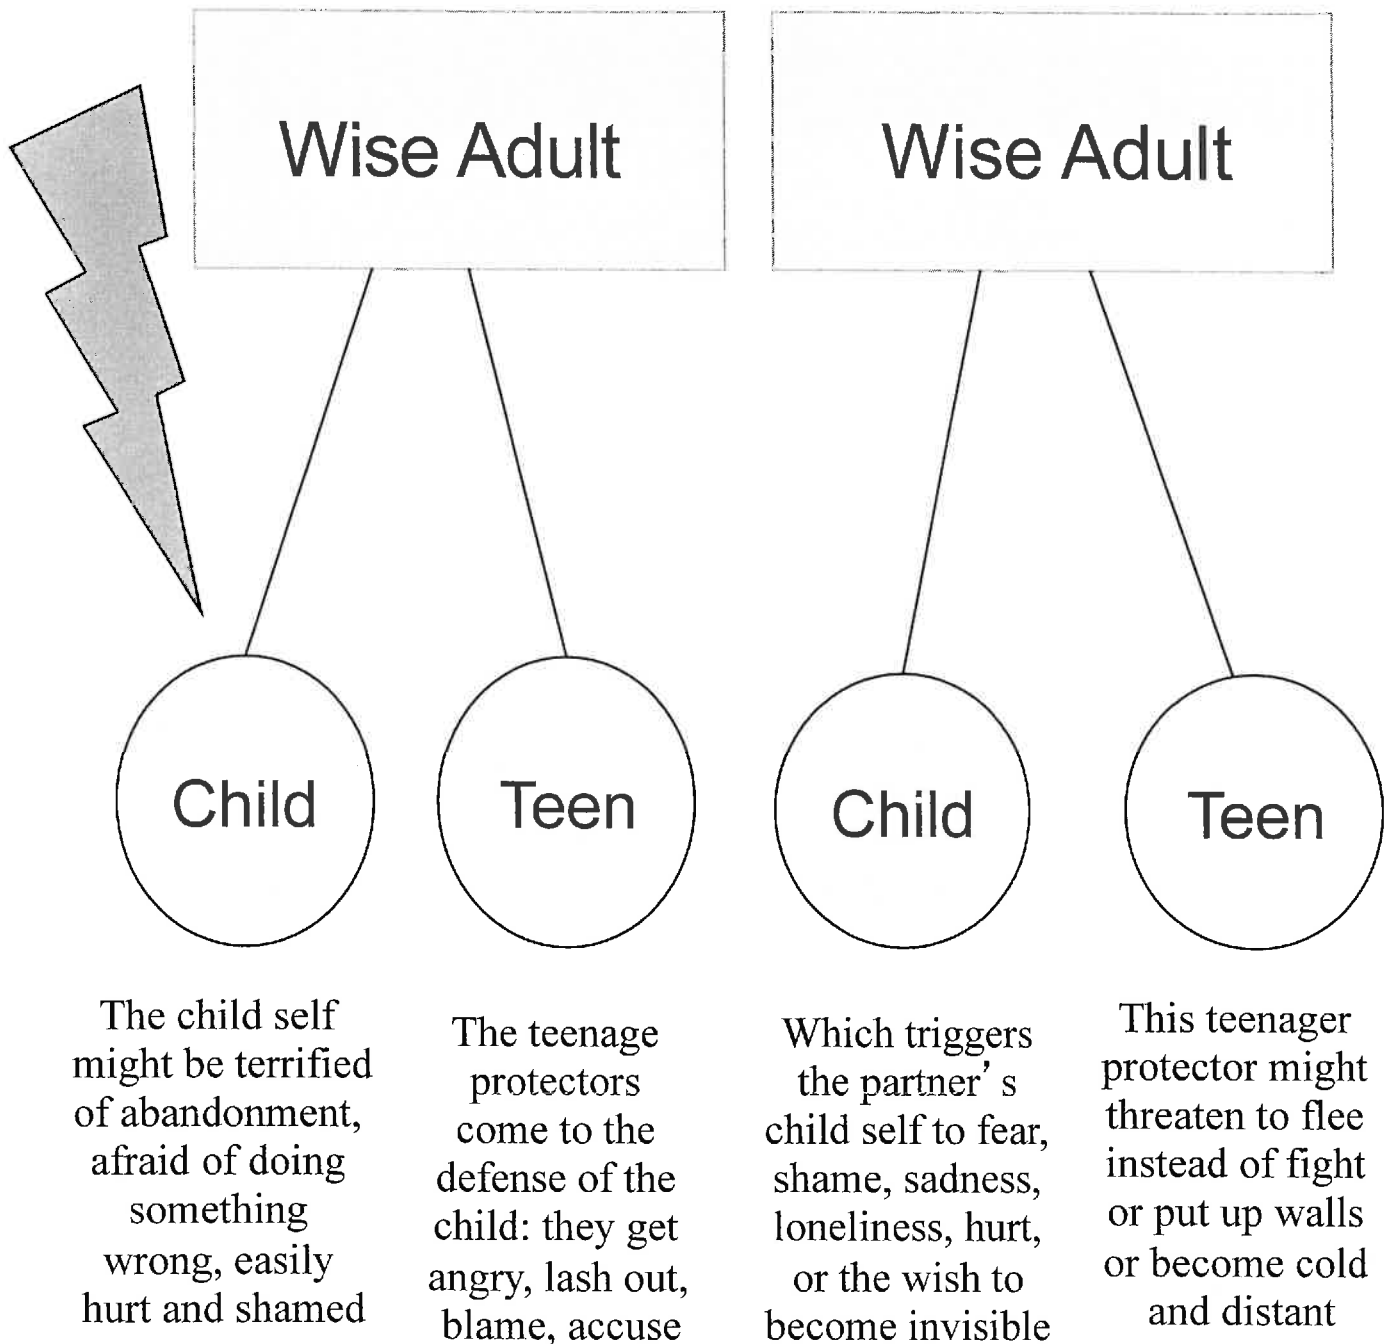 Wise Adult
Wise Adult
Child
Teen
Child
Teen
The child self
might be terrified
of abandonment,
afraid of doing
something
wrong, easily
hurt and shamed
The teenage
protectors
come to the
defense of the
child: they get
angry, lash out,
blame, accuse
Which triggers
the partner's
child self to fear,
shame, sadness,
loneliness, hurt,
or the wish to
become invisible
This teenager
protector might
threaten to flee
instead of fight
or put up walls
or become cold
and distant